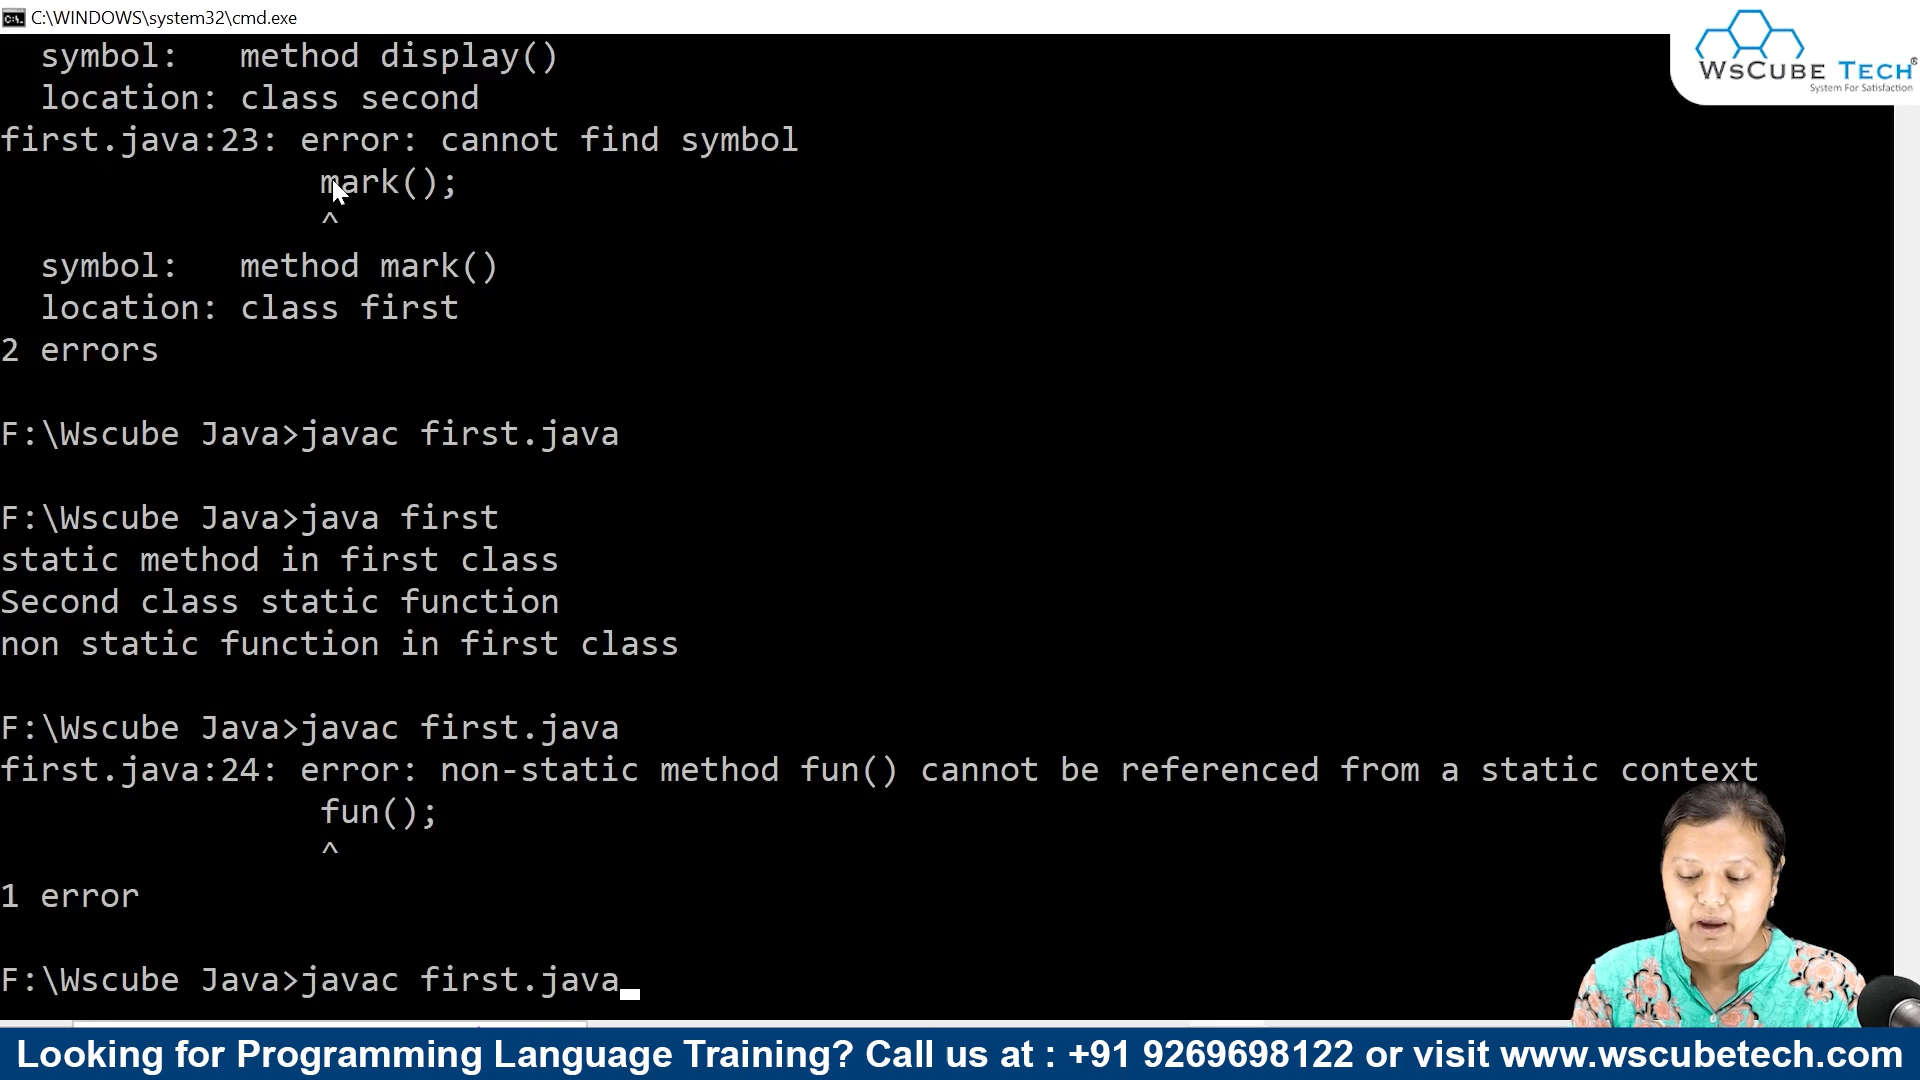 C:\WINDOWS\system32\cmd.exe
WsCube Tech®
System For Satisfaction
symbol:   method display()
location: class second
first.java:23: error: cannot find symbol
mark();
^
symbol:   method mark()
location: class first
2 errors
F:\Wscube Java>javac first.java
F:\Wscube Java>java first
static method in first class
Second class static function
non static function in first class
F:\Wscube Java>javac first.java
first.java:24: error: non-static method fun() cannot be referenced from a static context
fun();
^
1 error
F:\Wscube Java>javac first.java
Looking for Programming Language Training? Call us at : +91 9269698122 or visit www.wscubetech.com